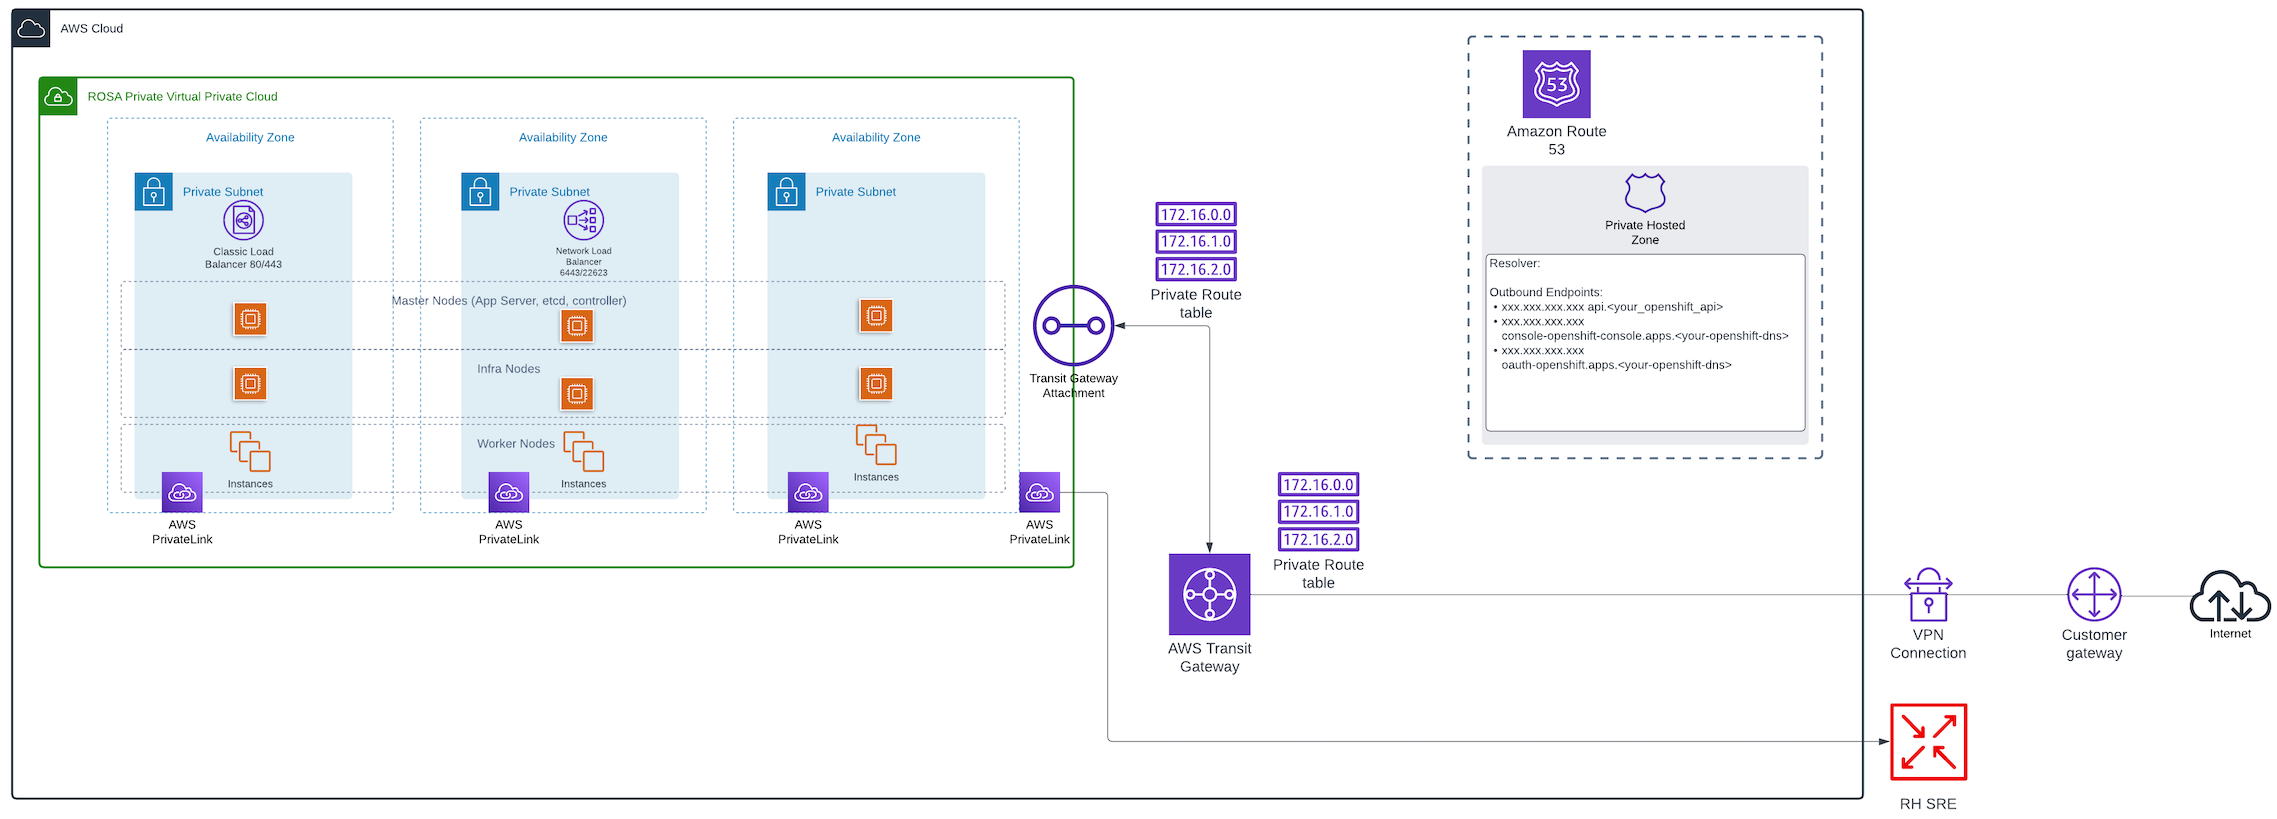 AWS Cloud
ROSA Private Virtual Private Cloud
Availability Zone
Availability Zone
Availability Zone
Private Subnet
Private Subnet
Private Subnet
Classic Load
Balancer 80/443
Network Load
Balancer
6443/22623
Master Nodes (App Server, etcd, controller)
Infra Nodes
Worker Nodes
Instances
Instances
Instances
AWS
PrivateLink
AWS
PrivateLink
AWS
PrivateLink
AWS
PrivateLink
Transit Gateway
Attachment
172.16.0.0
172.16.1.0
172.16.2.0
Private Route
table
53
Amazon Route
53
Private Hosted
Zone
Resolver:
Outbound Endpoints:
• xxx.xxx.xxx.xxx api.<your_openshift_api>
• xxx.xxx.xxx.xxx
console-openshift-console.apps.<your-openshift-dns>
• xxx.xxx.xxx.xxx
oauth-openshift.apps.<your-openshift-dns>
172.16.0.0
172.16.1.0
172.16.2.0
Private Route
table
AWS Transit
Gateway
VPN
Connection
Customer
gateway
Internet
RH SRE